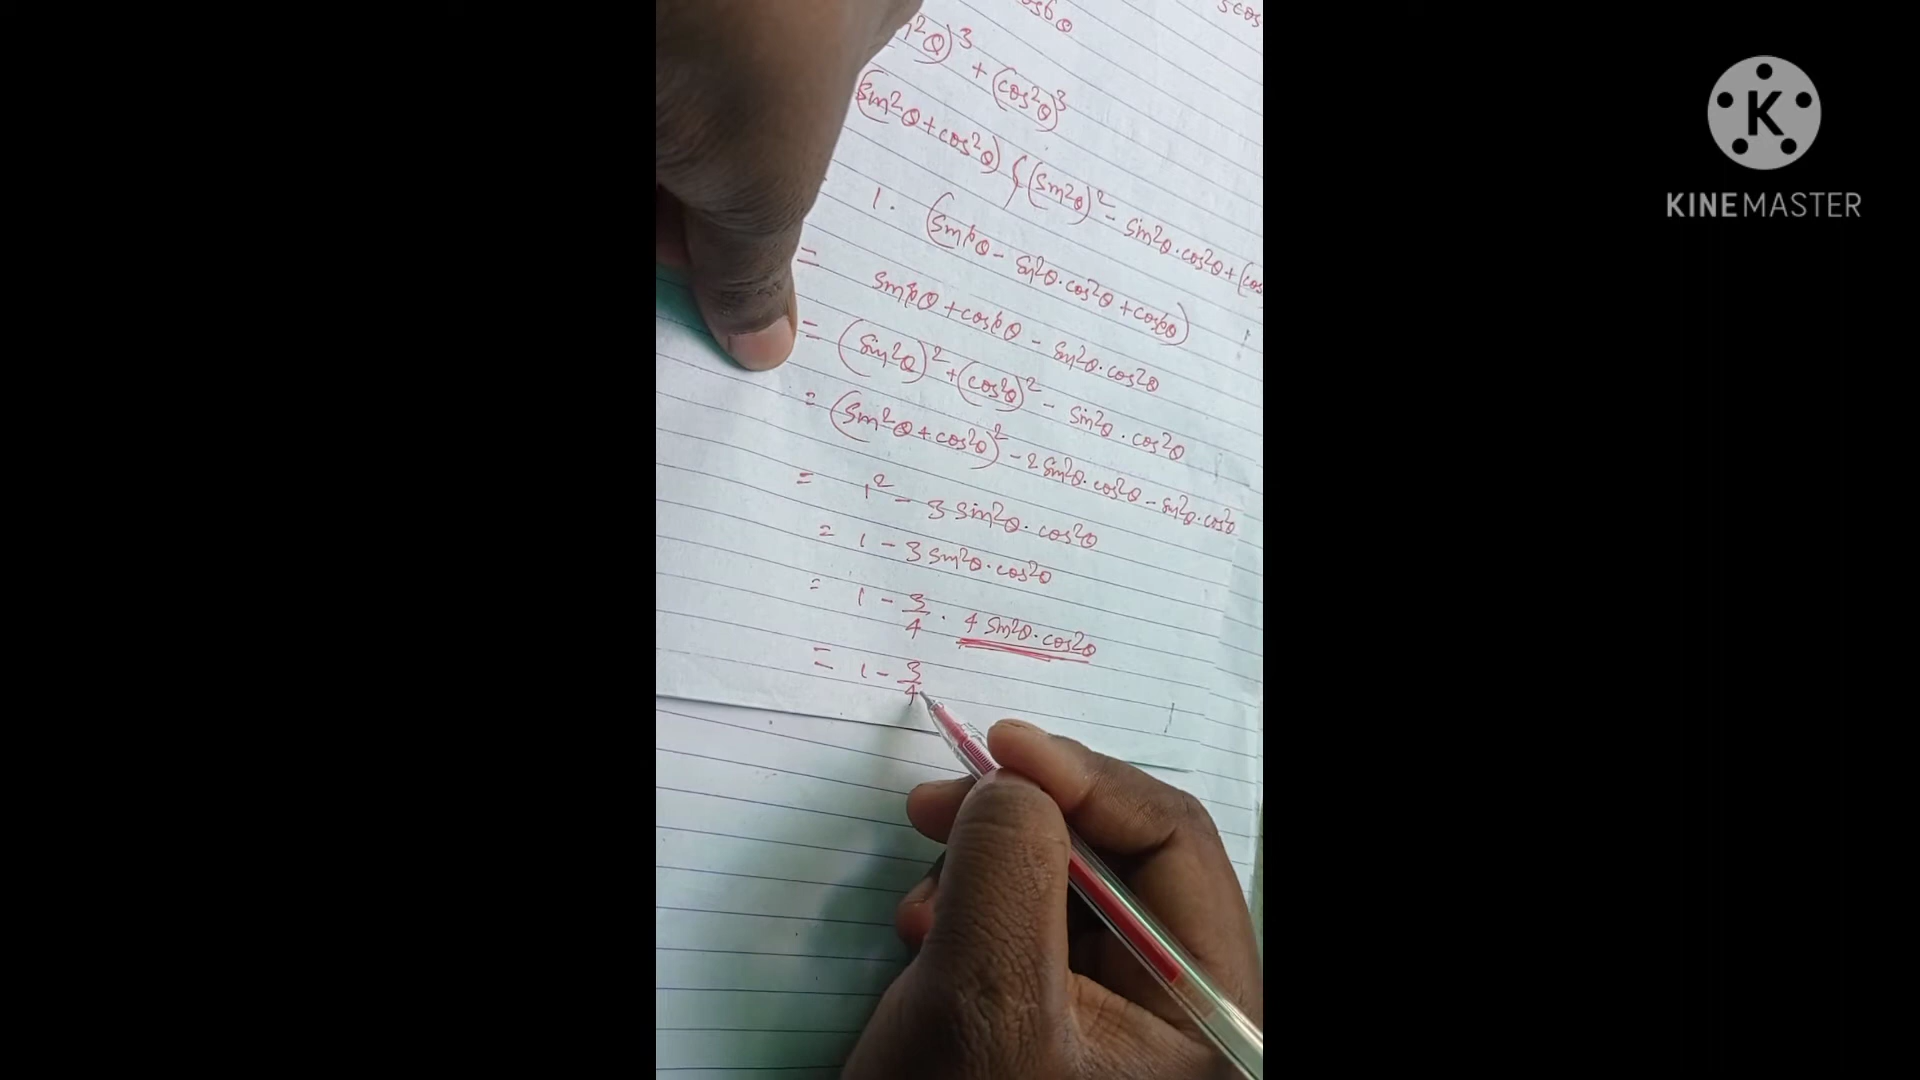 cos6θ
n²θ)³ + (cos²θ)³
(sin²θ + cos²θ) {(sin²θ)² - sin²θ.cos²θ + (cos
1. (sin⁴θ - sin²θ.cos²θ + cos⁴θ)
= sin⁴θ + cos⁴θ - sin²θ.cos²θ
= (sin²θ)² + (cos²θ)² - sin²θ.cos²θ
= (sin²θ + cos²θ)² - 2 sin²θ.cos²θ - sin²θ.cos²θ
= 1² - 3 sin²θ.cos²θ
= 1 - 3 sin²θ.cos²θ
= 1 - 3/4 . 4 sin²θ.cos²θ
= 1 - 3/4
KINEMASTER